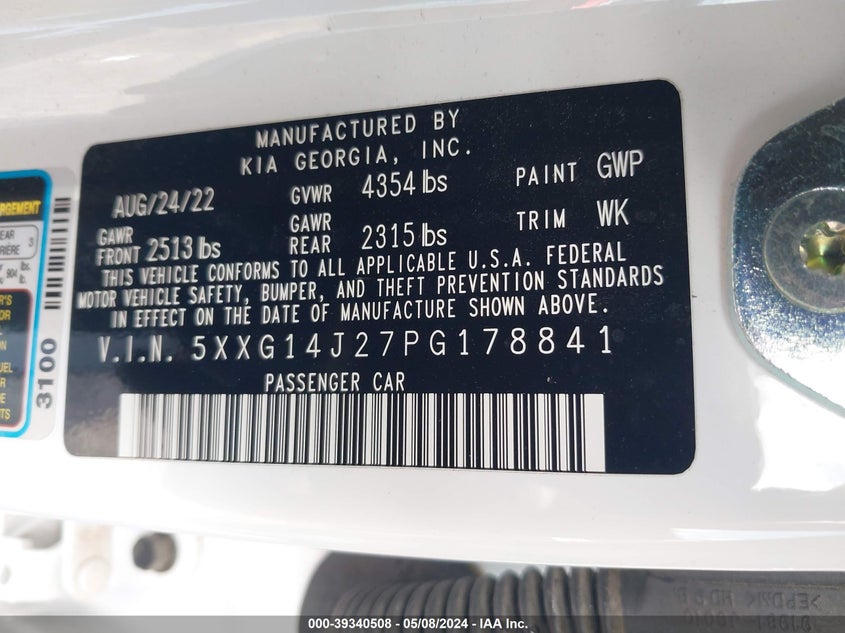 MANUFACTURED BY
KIA GEORGIA, INC.
AUG/24/22 GVWR 4354 lbs PAINT GWP
GAWR FRONT 2513 lbs GAWR REAR 2315 lbs TRIM WK
THIS VEHICLE CONFORMS TO ALL APPLICABLE U.S.A. FEDERAL
MOTOR VEHICLE SAFETY, BUMPER, AND THEFT PREVENTION STANDARDS
IN EFFECT ON THE DATE OF MANUFACTURE SHOWN ABOVE.
V.I.N. 5XXG14J27PG178841
PASSENGER CAR
3100
000-39340508 - 05/08/2024 - IAA Inc.